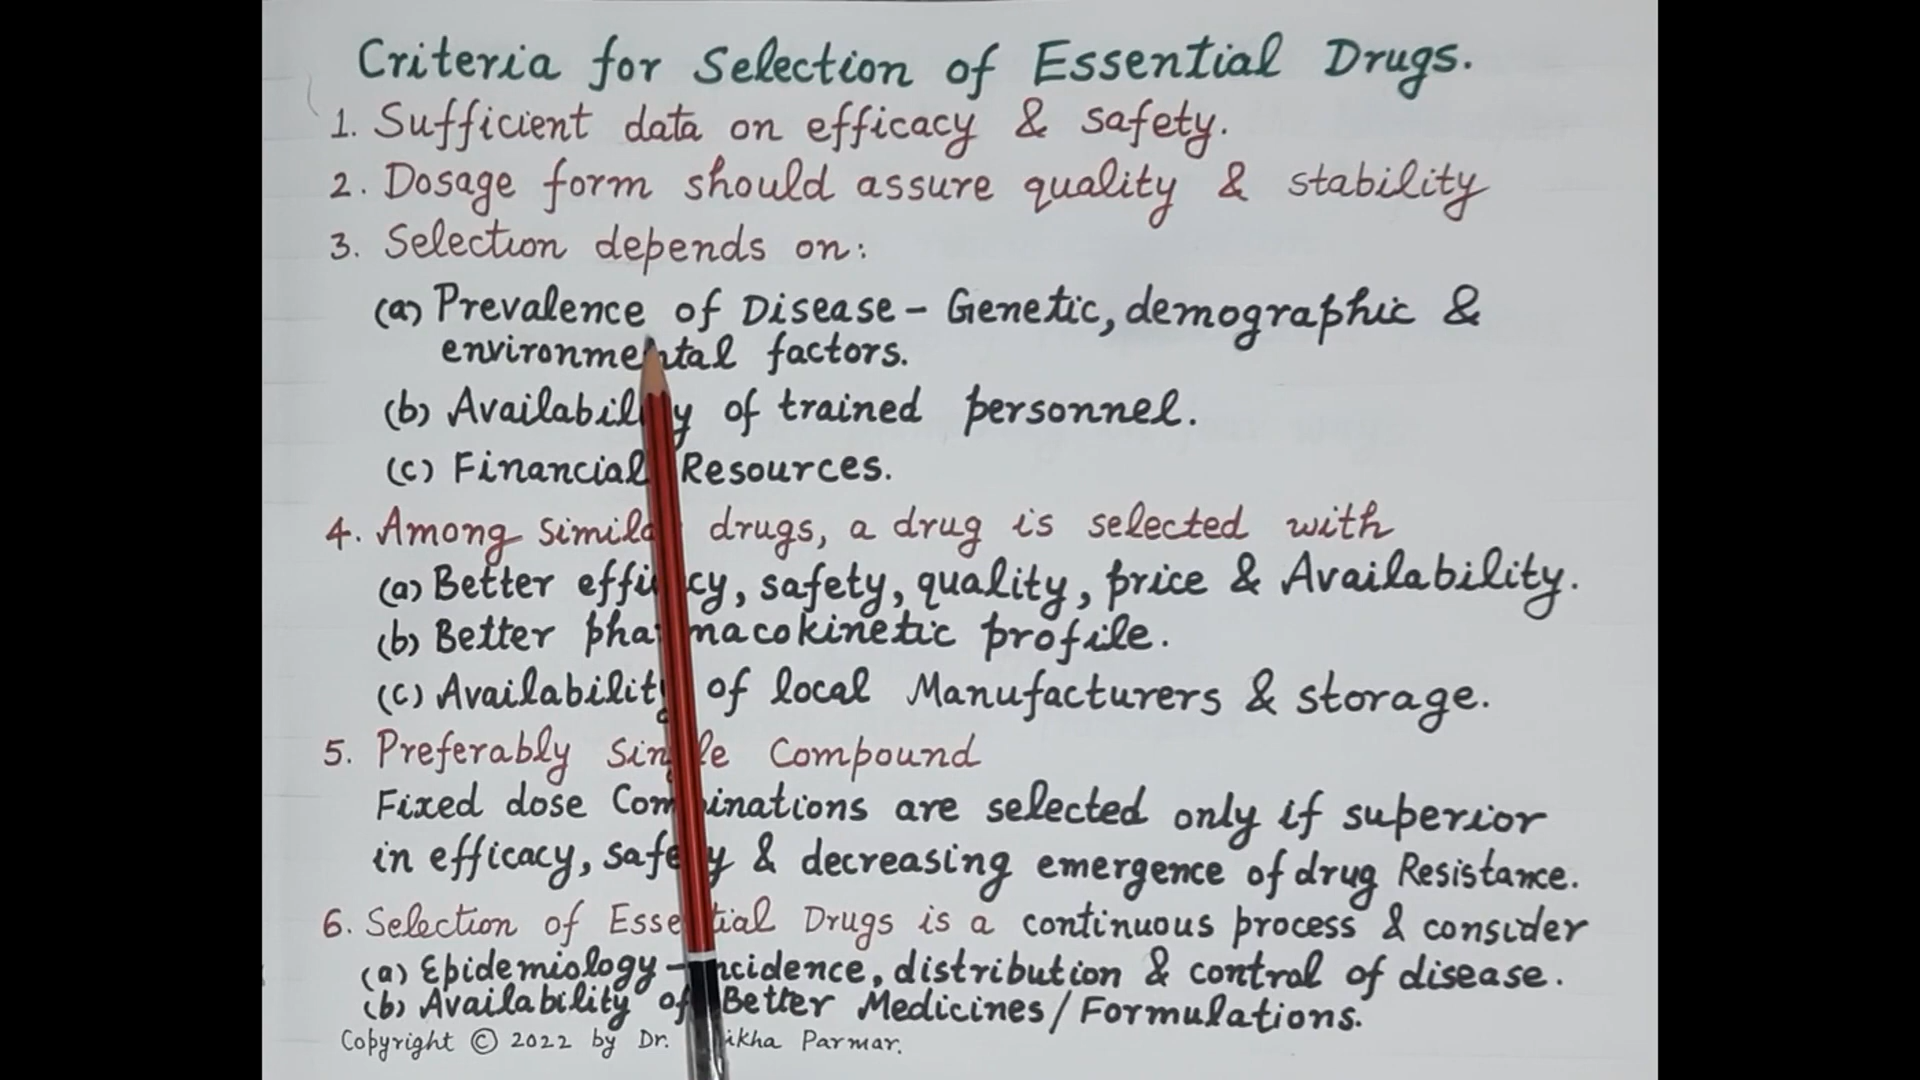 Criteria for Selection of Essential Drugs.
1. Sufficient data on efficacy & safety.
2. Dosage form should assure quality & stability
3. Selection depends on:
(a) Prevalence of Disease - Genetic, demographic &
environmental factors.
(b) Availability of trained personnel.
(c) Financial Resources.
4. Among similar drugs, a drug is selected with
(a) Better efficacy, safety, quality, price & Availability.
(b) Better pharmacokinetic profile.
(c) Availability of local Manufacturers & storage.
5. Preferably Single Compound
Fixed dose Combinations are selected only if superior
in efficacy, safety & decreasing emergence of drug Resistance.
6. Selection of Essential Drugs is a continuous process & consider
(a) Epidemiology - incidence, distribution & control of disease.
(b) Availability of Better Medicines/Formulations.
Copyright © 2022 by Dr. Parmar.